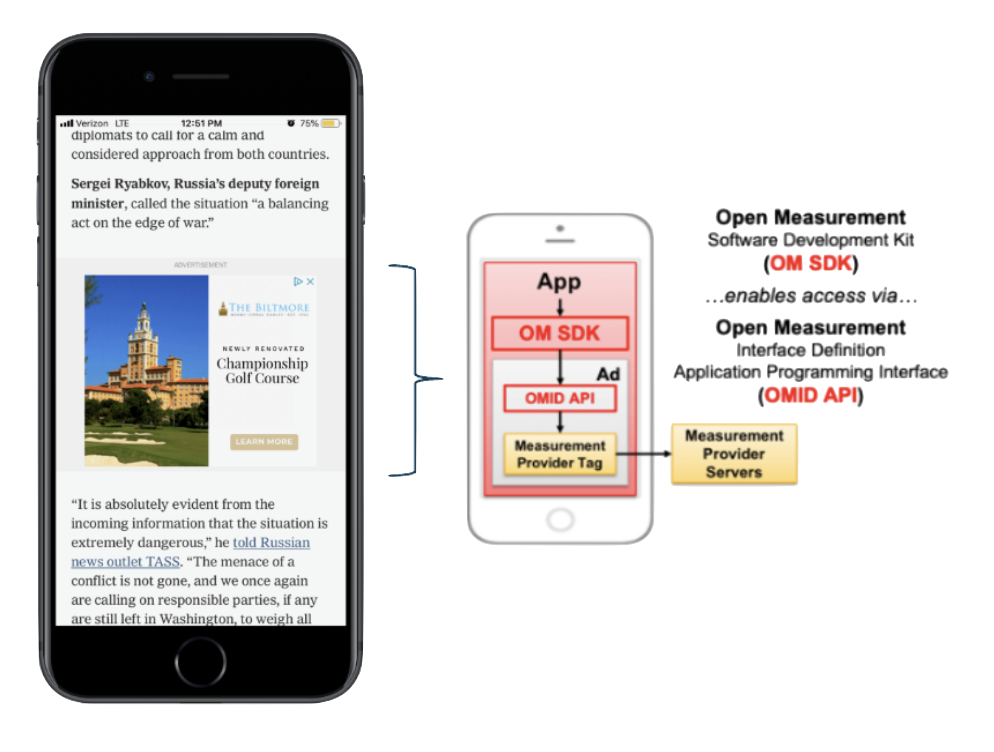 Verizon LTE 12:51 PM 75%
diplomats to call for a calm and
considered approach from both countries.
Sergei Ryabkov, Russia's deputy foreign
minister, called the situation “a balancing
act on the edge of war.”
ADVERTISEMENT
THE BILTMORE
NEWLY RENOVATED
Championship
Golf Course
LEARN MORE
“It is absolutely evident from the
incoming information that the situation is
extremely dangerous,” he told Russian
news outlet TASS. “The menace of a
conflict is not gone, and we once again
are calling on responsible parties, if any
are still left in Washington, to weigh all
App
OM SDK
Ad
OMID API
Measurement
Provider Tag
Open Measurement
Software Development Kit
(OM SDK)
...enables access via...
Open Measurement
Interface Definition
Application Programming Interface
(OMID API)
Measurement
Provider
Servers